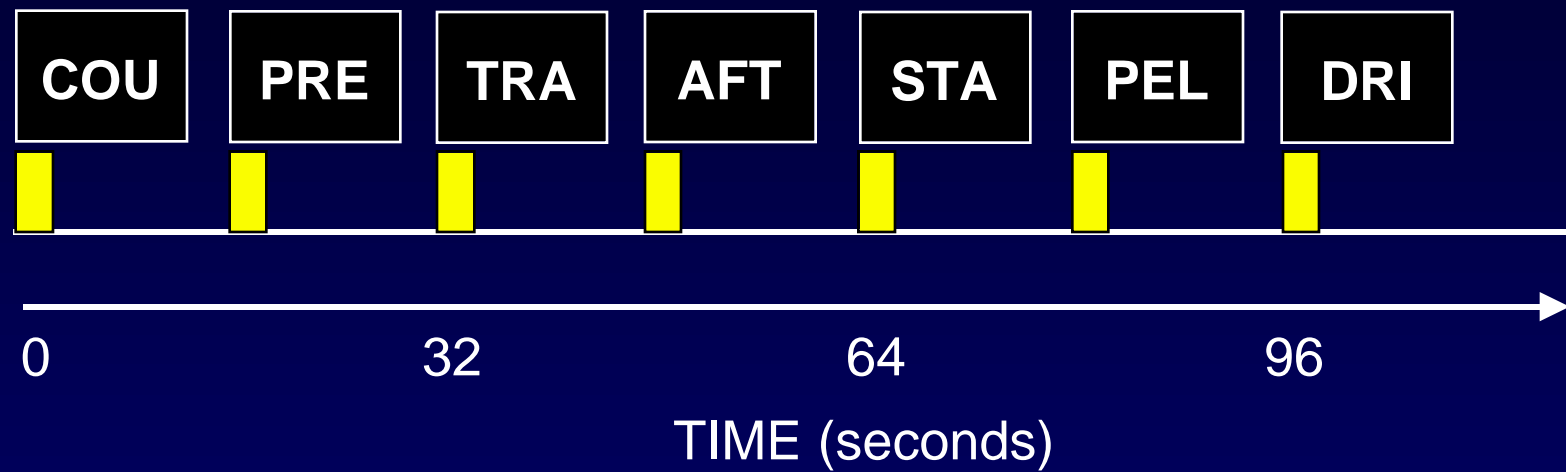 COU PRE TRA AFT STA PEL DRI
0 32 64 96
TIME (seconds)